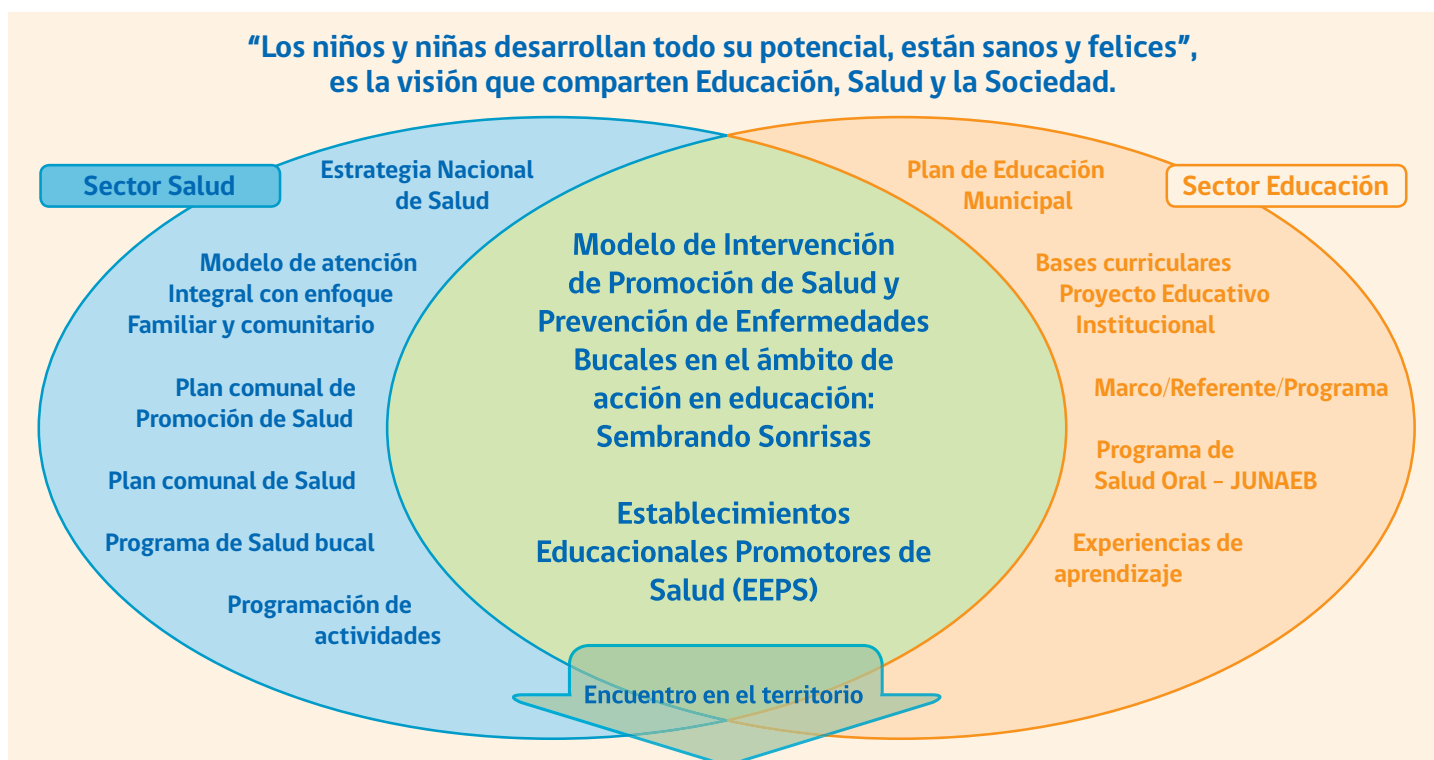 “Los niños y niñas desarrollan todo su potencial, están sanos y felices”,
es la visión que comparten Educación, Salud y la Sociedad.
Sector Salud
Estrategia Nacional
de Salud
Modelo de atención
Integral con enfoque
Familiar y comunitario
Plan comunal de
Promoción de Salud
Plan comunal de Salud
Programa de Salud bucal
Programación de
actividades
Modelo de Intervención
de Promoción de Salud y
Prevención de Enfermedades
Bucales en el ámbito de
acción en educación:
Sembrando Sonrisas
Establecimientos
Educacionales Promotores de
Salud (EEPS)
Encuentro en el territorio
Plan de Educación
Municipal
Sector Educación
Bases curriculares
Proyecto Educativo
Institucional
Marco/Referente/Programa
Programa de
Salud Oral – JUNAEB
Experiencias de
aprendizaje